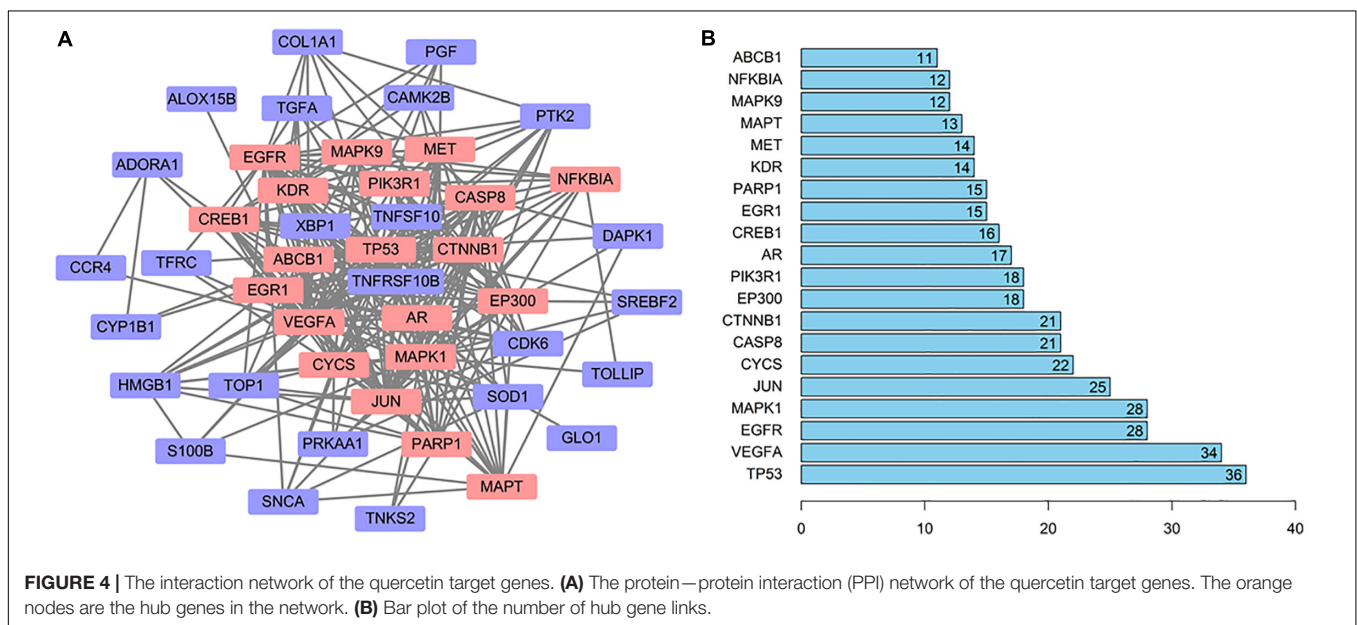 A
COL1A1
PGF
ALOX15B
TGFA
CAMK2B
PTK2
ADORA1
EGFR
MAPK9
MET
KDR
PIK3R1
CASP8
NFKBIA
CREB1
XBP1
TNFSF10
DAPK1
CCR4
TFRC
ABCB1
TP53
CTNNB1
EGR1
TNFRSF10B
EP300
SREBF2
CYP1B1
VEGFA
AR
CDK6
HMGB1
TOP1
CYCS
MAPK1
TOLLIP
JUN
SOD1
S100B
PRKAA1
PARP1
GLO1
SNCA
MAPT
TNKS2
B
ABCB1 11
NFKBIA 12
MAPK9 12
MAPT 13
MET 14
KDR 14
PARP1 15
EGR1 15
CREB1 16
AR 17
PIK3R1 18
EP300 18
CTNNB1 21
CASP8 21
CYCS 22
JUN 25
MAPK1 28
EGFR 28
VEGFA 34
TP53 36
0 10 20 30 40
FIGURE 4 | The interaction network of the quercetin target genes. (A) The protein—protein interaction (PPI) network of the quercetin target genes. The orange
nodes are the hub genes in the network. (B) Bar plot of the number of hub gene links.